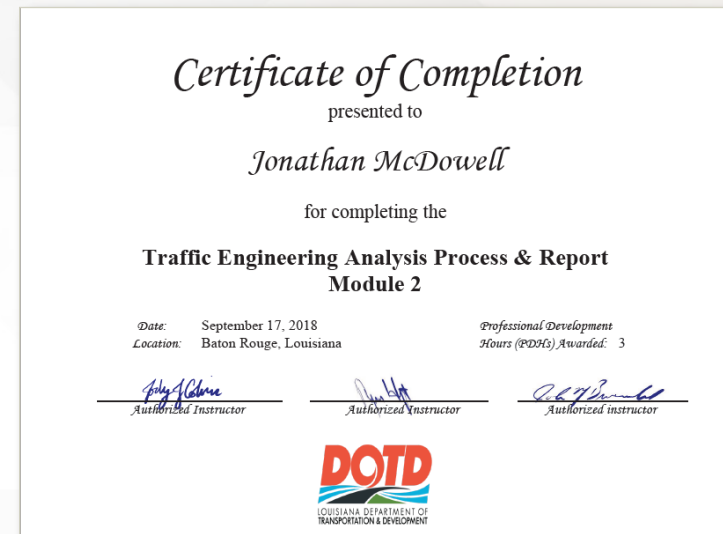 Certificate of Completion
presented to
Jonathan McDowell
for completing the
Traffic Engineering Analysis Process & Report
Module 2
Date: September 17, 2018
Location: Baton Rouge, Louisiana
Professional Development
Hours (PDHs) Awarded: 3
Authorized Instructor
Authorized Instructor
Authorized instructor
DOTD
LOUISIANA DEPARTMENT OF
TRANSPORTATION & DEVELOPMENT